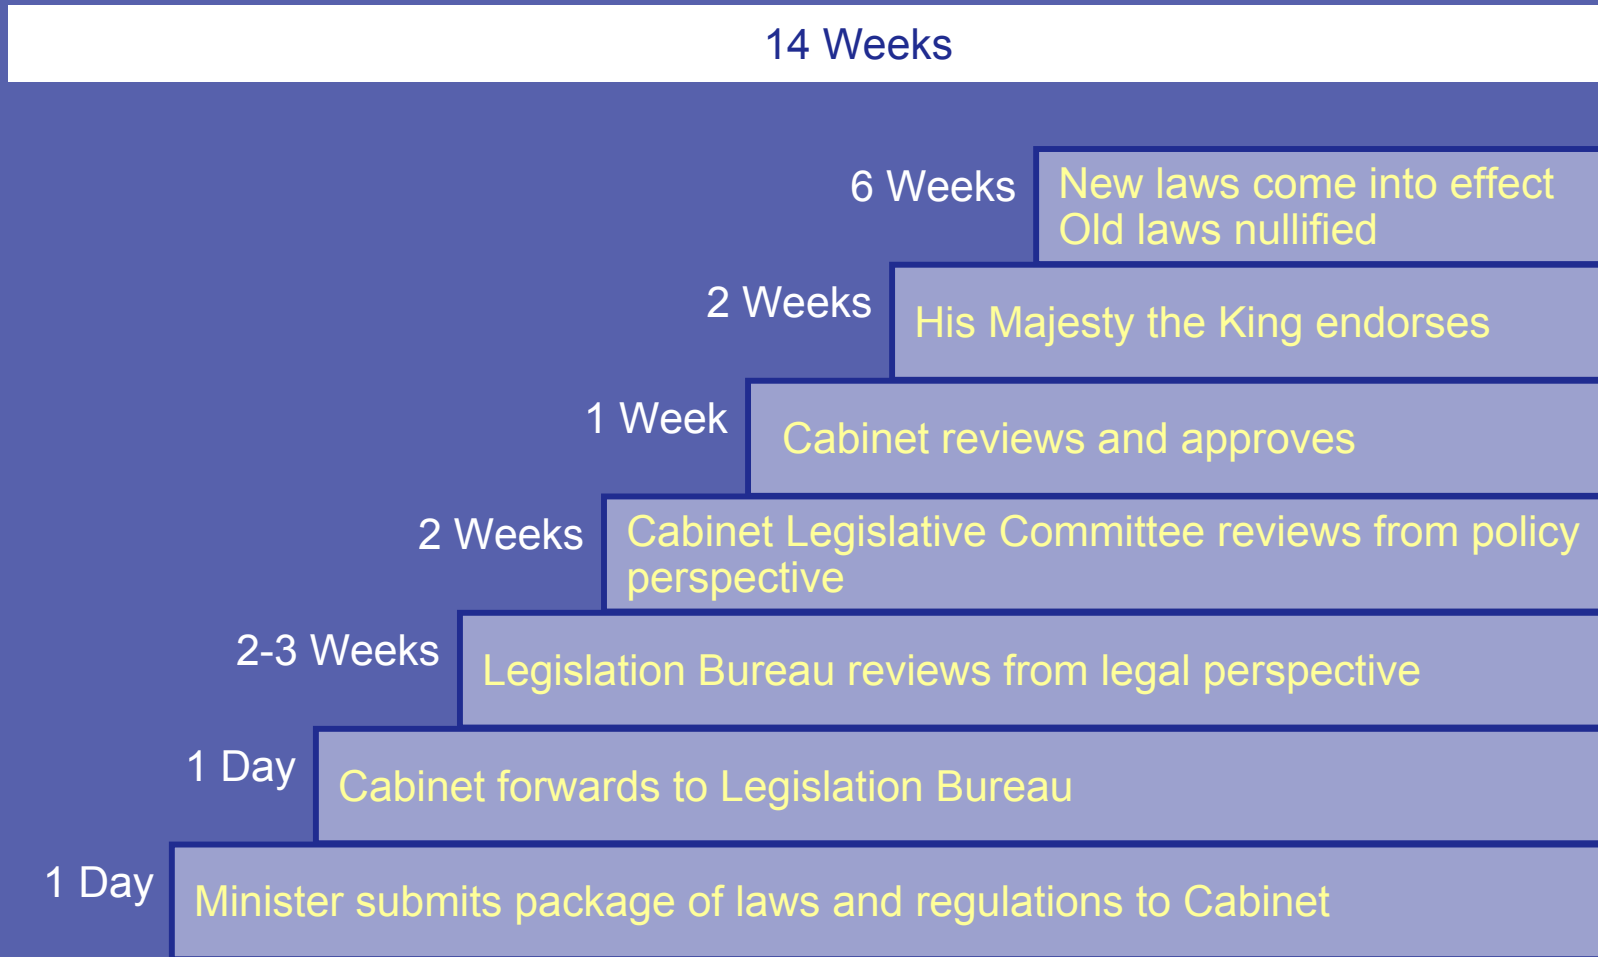 14 Weeks
6 Weeks
New laws come into effect
Old laws nullified
2 Weeks
His Majesty the King endorses
1 Week
Cabinet reviews and approves
2 Weeks
Cabinet Legislative Committee reviews from policy
perspective
2-3 Weeks
Legislation Bureau reviews from legal perspective
1 Day
Cabinet forwards to Legislation Bureau
1 Day
Minister submits package of laws and regulations to Cabinet